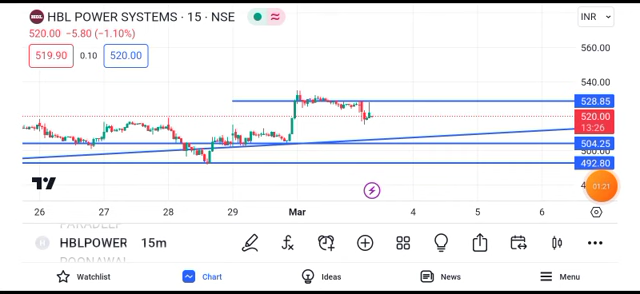 HBL HBL POWER SYSTEMS · 15 · NSE
INR
520.00 −5.80 (−1.10%)
519.90 0.10 520.00
560.00
540.00
528.85
520.00
13:26
504.25
500.00
492.80
01:21
26 27 28 29 Mar 4 5 6
H HBLPOWER 15m
Watchlist Chart Ideas News Menu